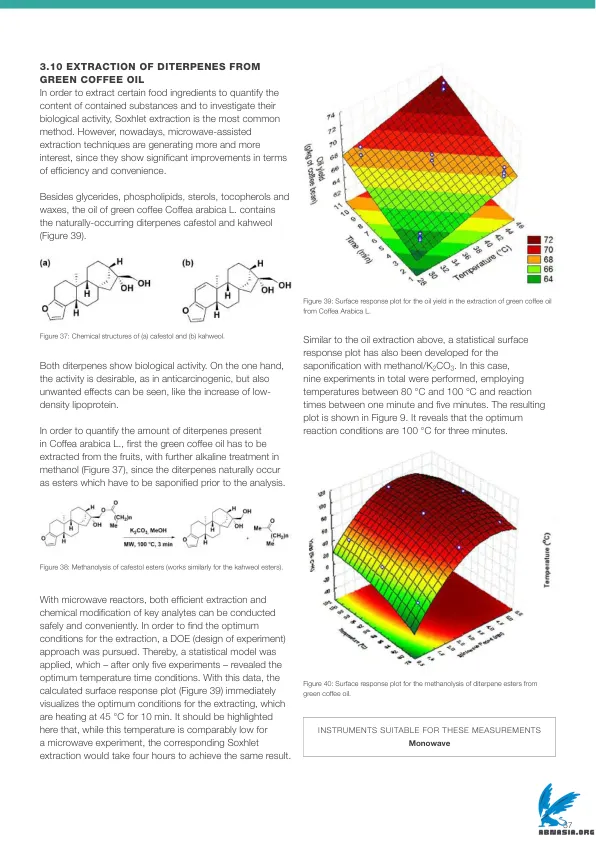 3.10 EXTRACTION OF DITERPENES FROM
GREEN COFFEE OIL
In order to extract certain food ingredients to quantify the
content of contained substances and to investigate their
biological activity, Soxhlet extraction is the most common
method. However, nowadays, microwave-assisted
extraction techniques are generating more and more
interest, since they show significant improvements in terms
of efficiency and convenience.
Besides glycerides, phospholipids, sterols, tocopherols and
waxes, the oil of green coffee Coffea arabica L. contains
the naturally-occurring diterpenes cafestol and kahweol
(Figure 39).
(a)
(b)
H
OH
OH
H
H
O
H
OH
OH
H
H
O
Figure 37: Chemical structures of (a) cafestol and (b) kahweol.
Both diterpenes show biological activity. On the one hand,
the activity is desirable, as in anticarcinogenic, but also
unwanted effects can be seen, like the increase of low-
density lipoprotein.
In order to quantify the amount of diterpenes present
in Coffea arabica L., first the green coffee oil has to be
extracted from the fruits, with further alkaline treatment in
methanol (Figure 37), since the diterpenes naturally occur
as esters which have to be saponified prior to the analysis.
K2CO3, MeOH
MW, 100 °C, 3 min
Figure 38: Methanolysis of cafestol esters (works similarly for the kahweol esters).
With microwave reactors, both efficient extraction and
chemical modification of key analytes can be conducted
safely and conveniently. In order to find the optimum
conditions for the extraction, a DOE (design of experiment)
approach was pursued. Thereby, a statistical model was
applied, which – after only five experiments – revealed the
optimum temperature time conditions. With this data, the
calculated surface response plot (Figure 39) immediately
visualizes the optimum conditions for the extracting, which
are heating at 45 °C for 10 min. It should be highlighted
here that, while this temperature is comparably low for
a microwave experiment, the corresponding Soxhlet
extraction would take four hours to achieve the same result.
Oil yield
(g/kg of coffee bean)
74
72
70
68
66
64
62
Time (min)
Temperature (°C)
72
70
68
66
64
Figure 39: Surface response plot for the oil yield in the extraction of green coffee oil
from Coffea Arabica L.
Similar to the oil extraction above, a statistical surface
response plot has also been developed for the
saponification with methanol/K2CO3. In this case,
nine experiments in total were performed, employing
temperatures between 80 °C and 100 °C and reaction
times between one minute and five minutes. The resulting
plot is shown in Figure 9. It reveals that the optimum
reaction conditions are 100 °C for three minutes.
Temperature (°C)
Figure 40: Surface response plot for the methanolysis of diterpene esters from
green coffee oil.
INSTRUMENTS SUITABLE FOR THESE MEASUREMENTS
Monowave
67
ABNASIA.ORG